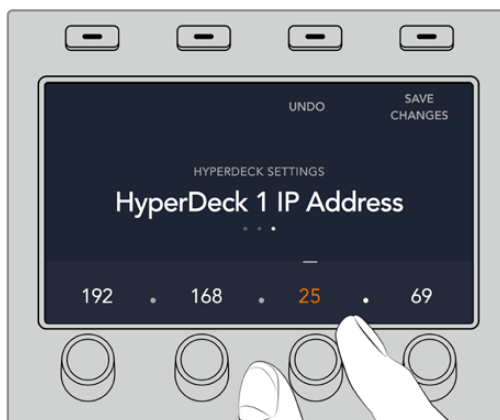 UNDO
SAVE
CHANGES
HYPERDECK SETTINGS
HyperDeck 1 IP Address
192 . 168 . 25 . 69